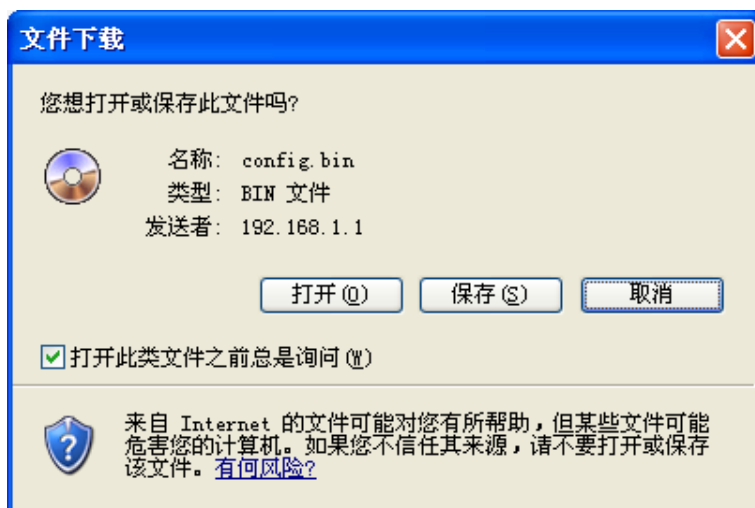 文件下载
您想打开或保存此文件吗?
名称: config.bin
类型: BIN 文件
发送者: 192.168.1.1
打开(O) 保存(S) 取消
打开此类文件之前总是询问(W)
来自 Internet 的文件可能对您有所帮助，但某些文件可能
危害您的计算机。如果您不信任其来源，请不要打开或保存
该文件。有何风险?